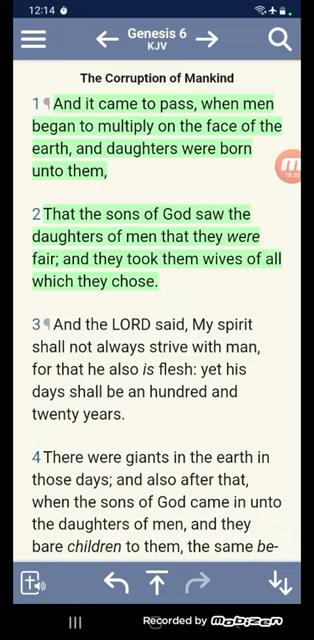 12:14
Genesis 6
KJV
The Corruption of Mankind
1 ¶ And it came to pass, when men
began to multiply on the face of the
earth, and daughters were born
unto them,
2 That the sons of God saw the
daughters of men that they were
fair; and they took them wives of all
which they chose.
3 ¶ And the LORD said, My spirit
shall not always strive with man,
for that he also is flesh: yet his
days shall be an hundred and
twenty years.
4 There were giants in the earth in
those days; and also after that,
when the sons of God came in unto
the daughters of men, and they
bare children to them, the same be-
Recorded by mobizen